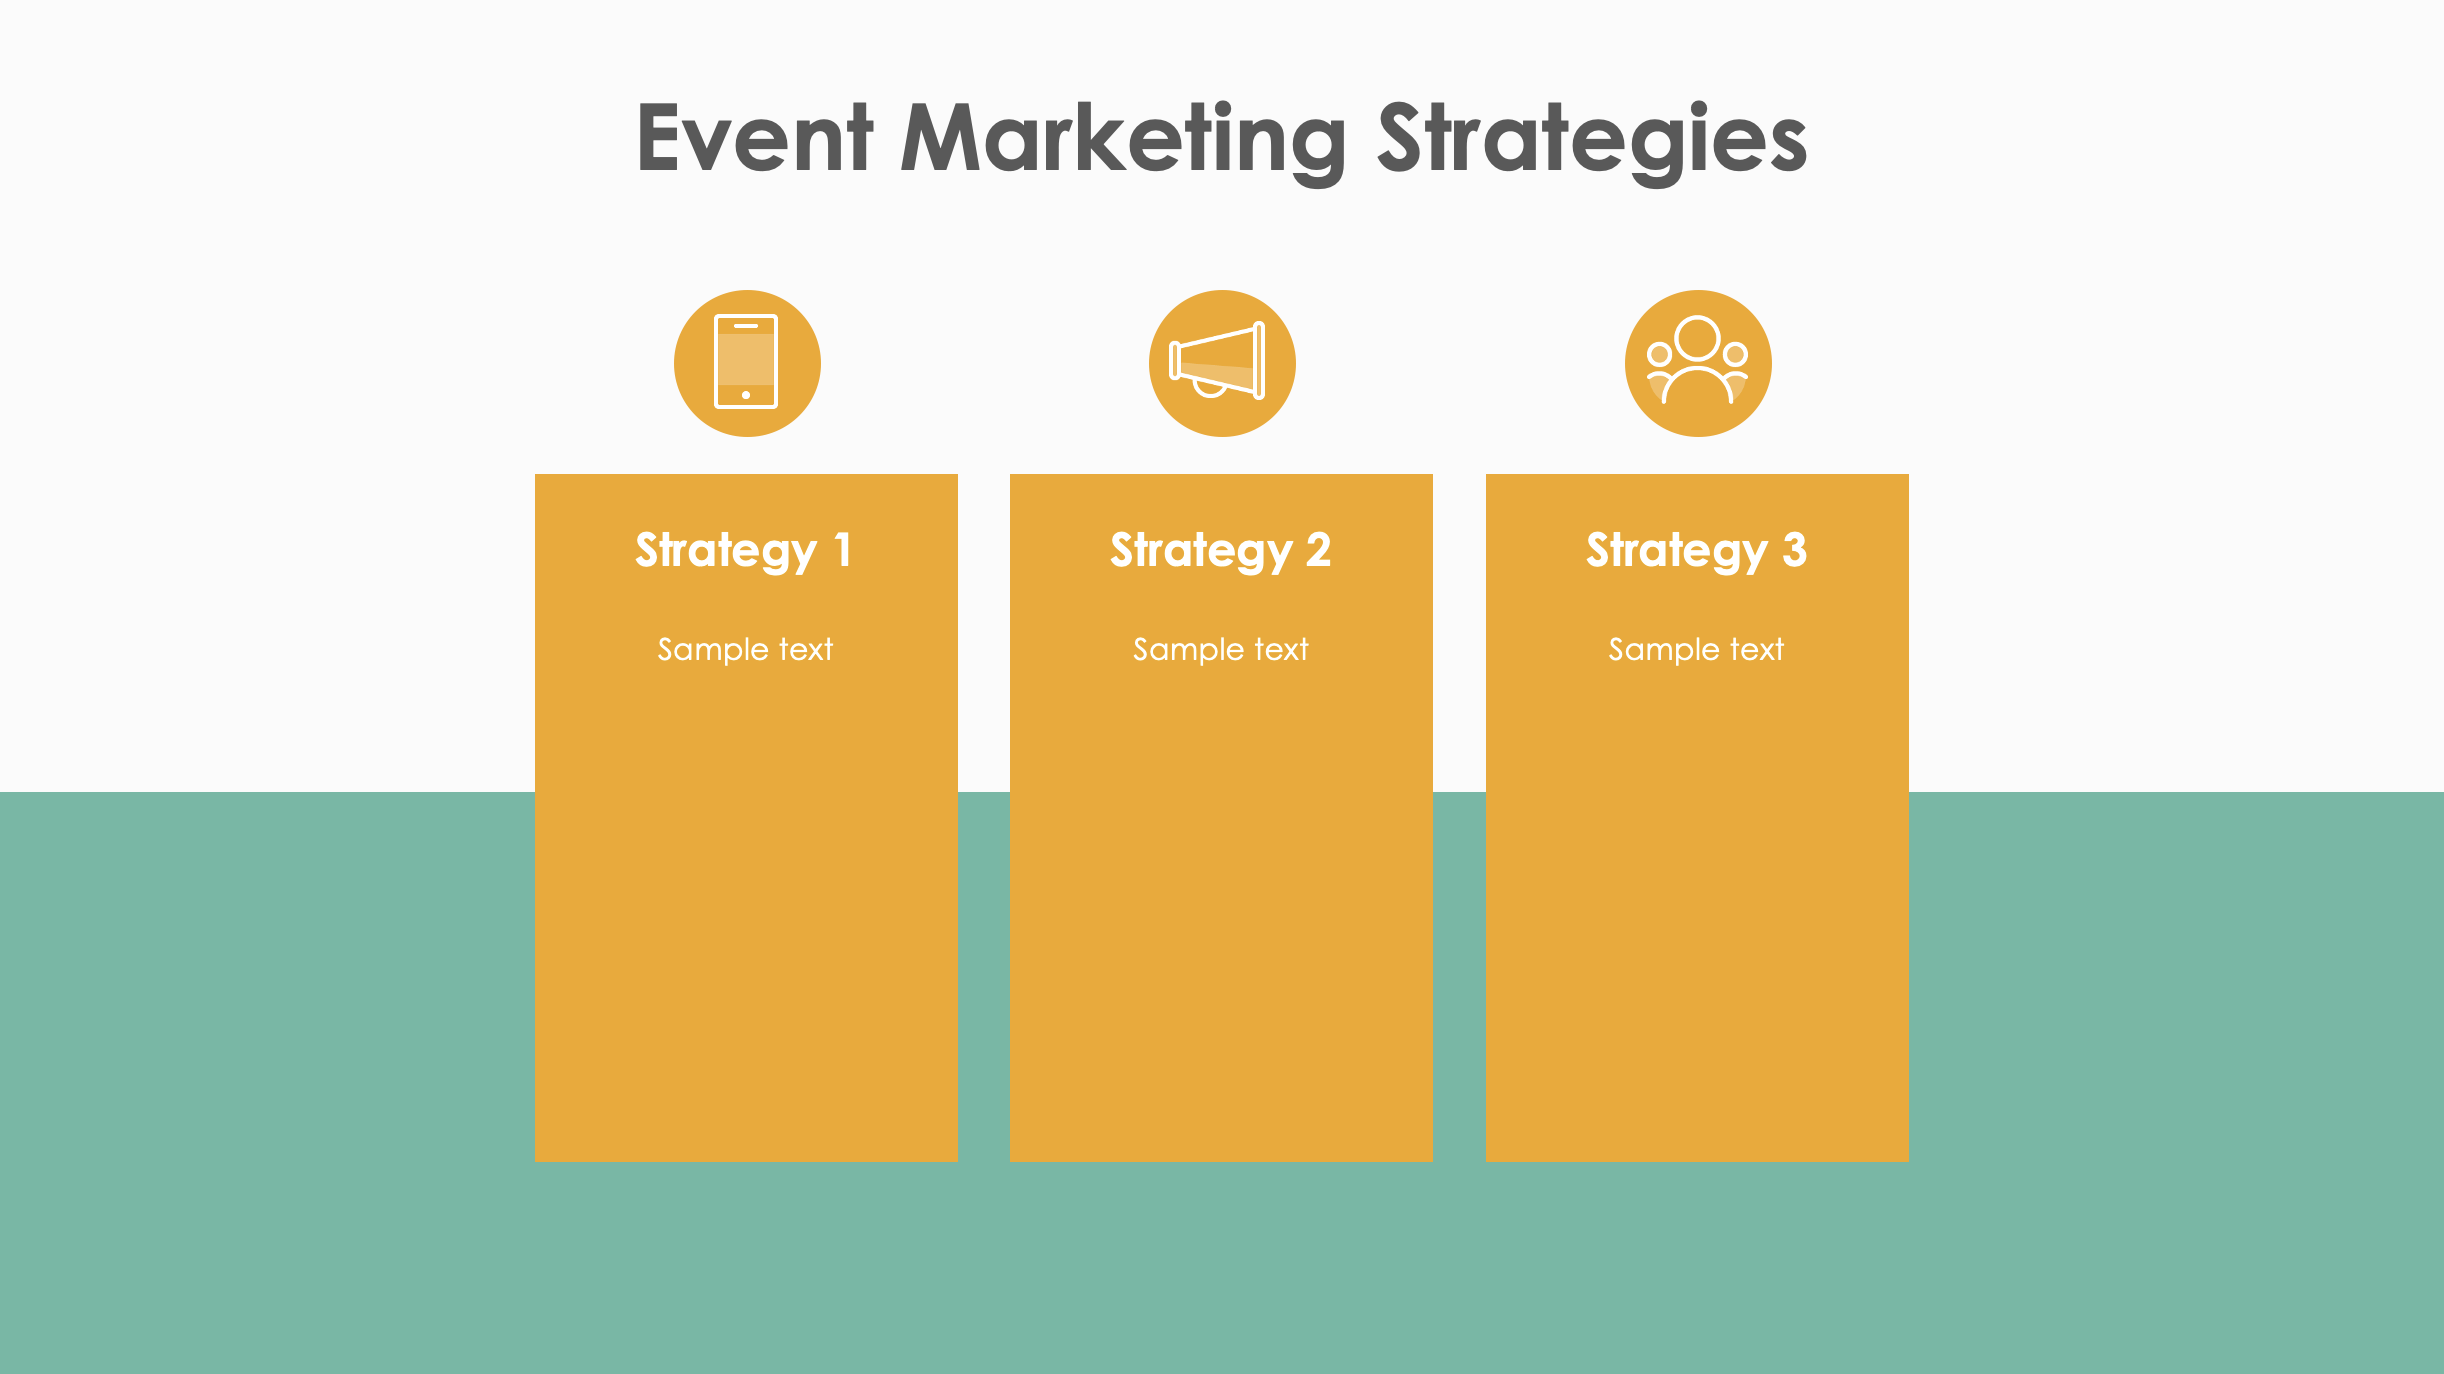 Event Marketing Strategies
Strategy 1
Sample text
Strategy 2
Sample text
Strategy 3
Sample text